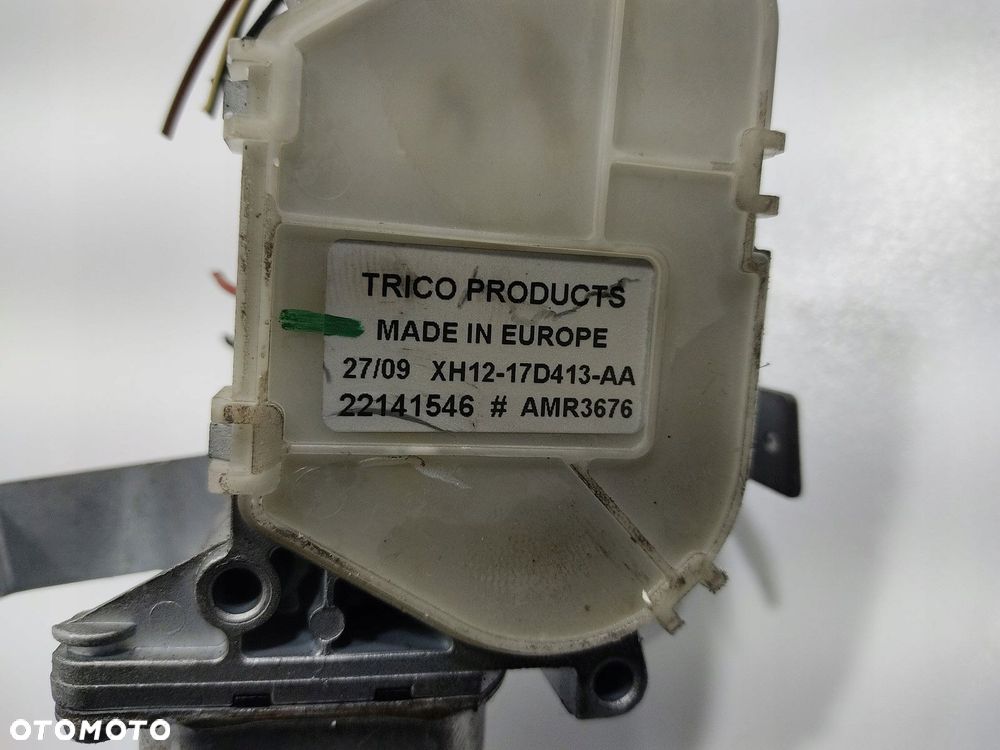 TRICO PRODUCTS
MADE IN EUROPE
27/09 XH12-17D413-AA
22141546 # AMR3676
OTOMOTO